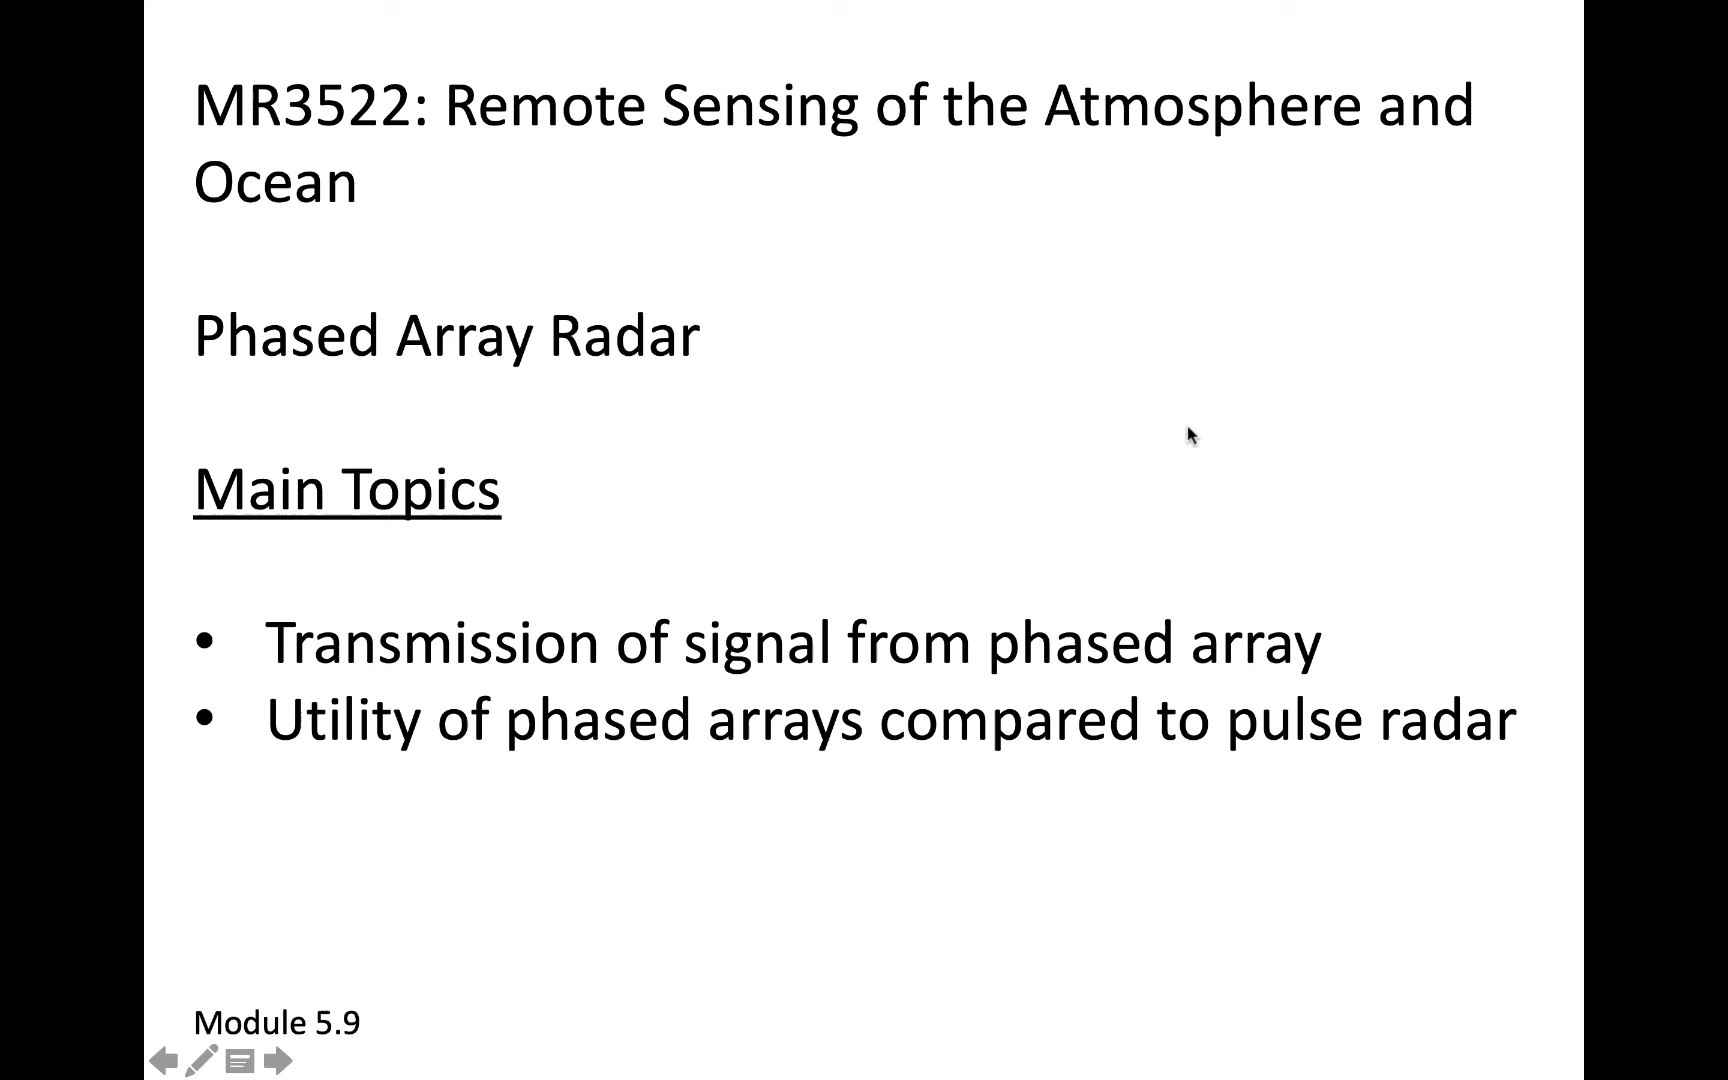 MR3522: Remote Sensing of the Atmosphere and
Ocean
Phased Array Radar
Main Topics
• Transmission of signal from phased array
• Utility of phased arrays compared to pulse radar
Module 5.9